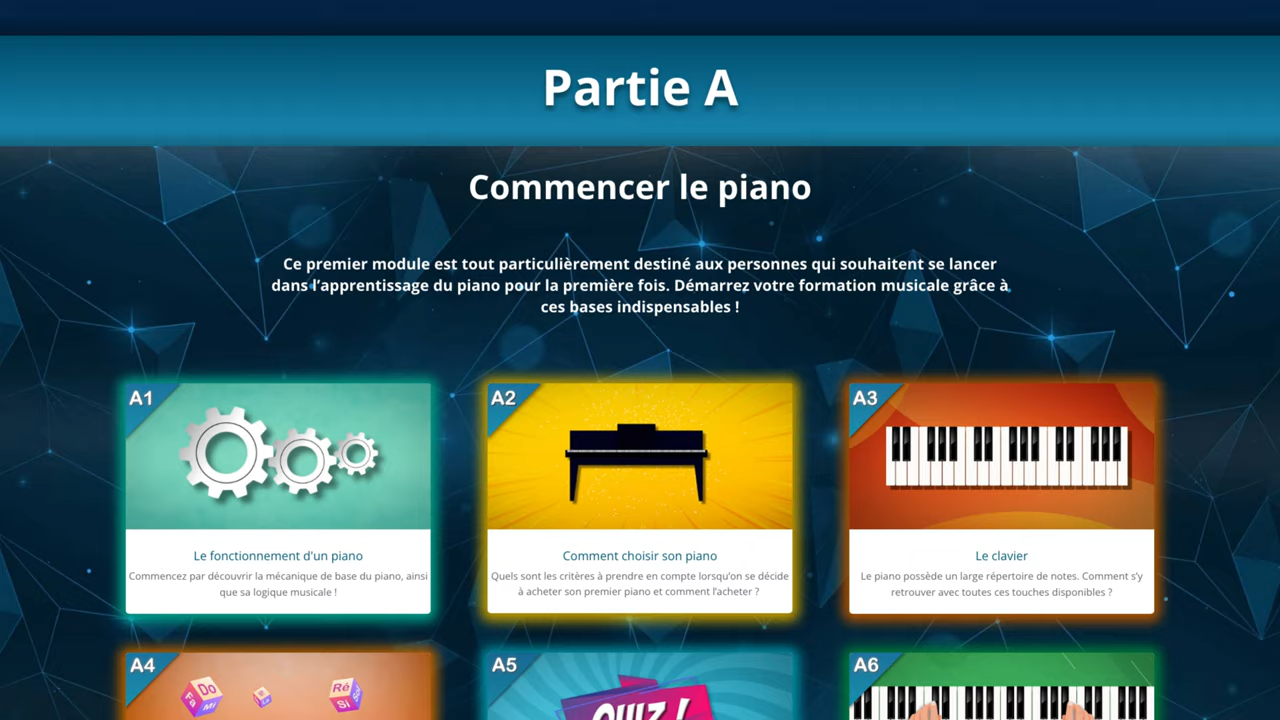 Partie A
Commencer le piano
Ce premier module est tout particulièrement destiné aux personnes qui souhaitent se lancer
dans l’apprentissage du piano pour la première fois. Démarrez votre formation musicale grâce à
ces bases indispensables !
A1
A2
A3
Le fonctionnement d'un piano
Commencez par découvrir la mécanique de base du piano, ainsi
que sa logique musicale !
Comment choisir son piano
Quels sont les critères à prendre en compte lorsqu’on se décide
à acheter son premier piano et comment l’acheter ?
Le clavier
Le piano possède un large répertoire de notes. Comment s’y
retrouver avec toutes ces touches disponibles ?
A4
Do
Fa
Mi
Ré
Si
A5
QUIZ !
A6